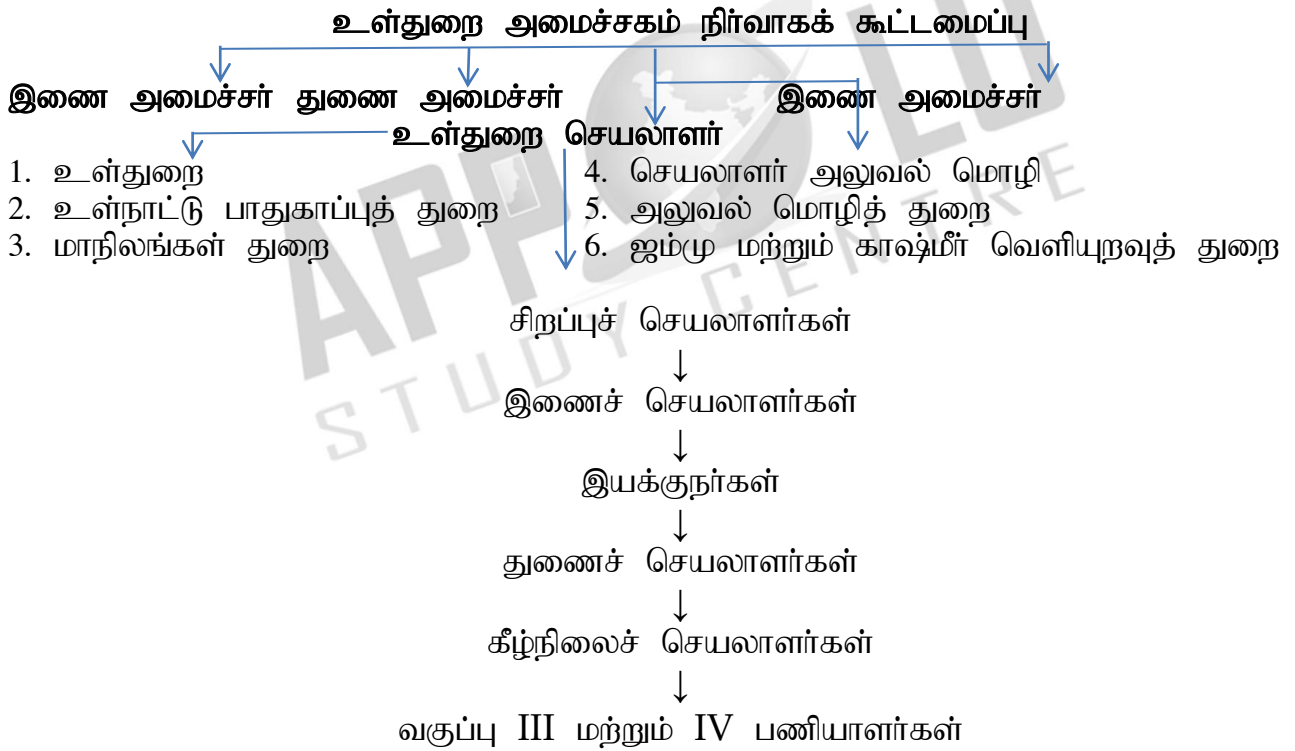 உள்துறை அமைச்சகம் நிர்வாகக் கூட்டமைப்பு
இணை அமைச்சர் துணை அமைச்சர் இணை அமைச்சர்
உள்துறை செயலாளர்
1. உள்துறை
2. உள்நாட்டு பாதுகாப்புத் துறை
3. மாநிலங்கள் துறை
4. செயலாளர் அலுவல் மொழி
5. அலுவல் மொழித் துறை
6. ஜம்மு மற்றும் காஷ்மீர் வெளியுறவுத் துறை
சிறப்புச் செயலாளர்கள்
↓
இணைச் செயலாளர்கள்
↓
இயக்குநர்கள்
↓
துணைச் செயலாளர்கள்
↓
கீழ்நிலைச் செயலாளர்கள்
↓
வகுப்பு III மற்றும் IV பணியாளர்கள்
APPOLO
STUDY CENTRE